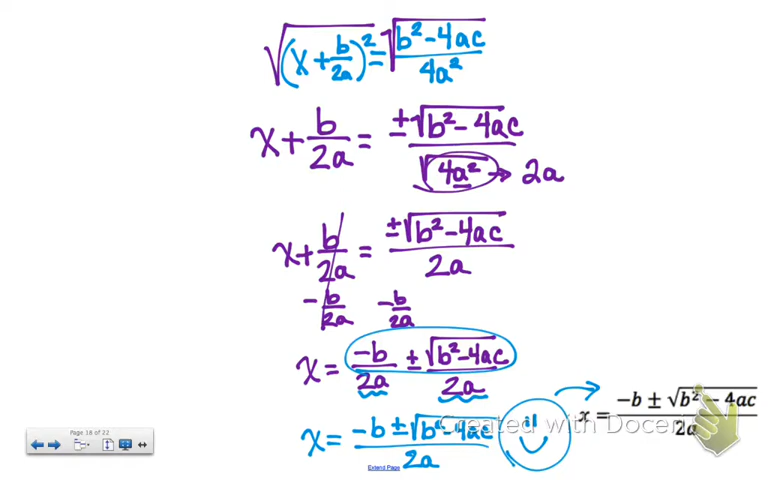 √(x + b/2a)² = √(b² - 4ac)/(4a²)
x + b/2a = ±√(b² - 4ac)/√(4a²) → 2a
x + b/2a = ±√(b² - 4ac)/2a
- b/2a - b/2a
x = -b/2a ± √(b² - 4ac)/2a
x = (-b ± √(b² - 4ac))/2a
x = (-b ± √(b² - 4ac))/2a
Created with Doceri
Page 18 of 22
Extend Page